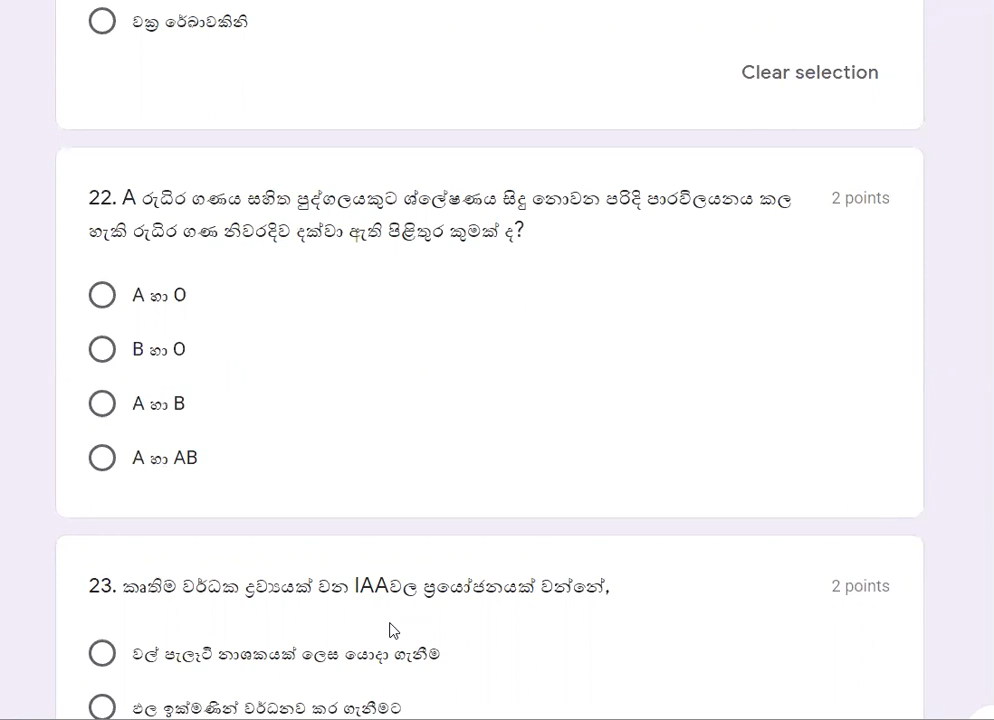 වක්‍ර රේඛාවකිනි
Clear selection
22. A රුධිර ගණය සහිත පුද්ගලයකුට ශ්ලේෂණය සිදු නොවන පරිදි පාරවිලයනය කල
2 points
හැකි රුධිර ගණ නිවරදිව දක්වා ඇති පිළිතුර කුමක් ද?
A හා O
B හා O
A හා B
A හා AB
23. කෘතිම වර්ධක ද්‍රව්‍යයක් වන IAAවල ප්‍රයෝජනයක් වන්නේ,
2 points
වල් පැලෑටි නාශකයක් ලෙස යොදා ගැනීම
ඵල ඉක්මණින් වර්ධනව කර ගැනීමට